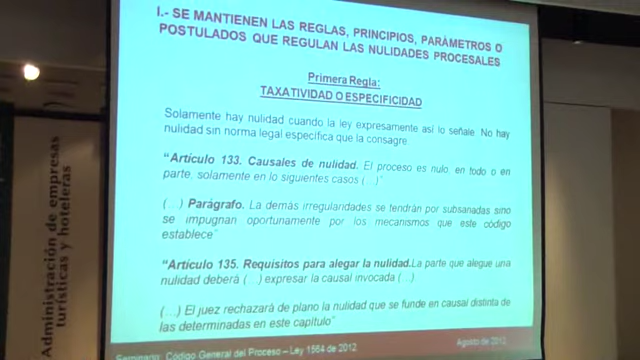 I.- SE MANTIENEN LAS REGLAS, PRINCIPIOS, PARÁMETROS O
POSTULADOS QUE REGULAN LAS NULIDADES PROCESALES
Primera Regla:
TAXATIVIDAD O ESPECIFICIDAD
Solamente hay nulidad cuando la ley expresamente así lo señale. No hay
nulidad sin norma legal específica que la consagre.
“Artículo 133. Causales de nulidad. El proceso es nulo, en todo o en
parte, solamente en lo siguientes casos (…)”
(…) Parágrafo. La demás irregularidades se tendrán por subsanadas sino
se impugnan oportunamente por los mecanismos que este código
establece”
“Artículo 135. Requisitos para alegar la nulidad.La parte que alegue una
nulidad deberá (…) expresar la causal invocada (…)
(…) El juez rechazará de plano la nulidad que se funde en causal distinta de
las determinadas en este capítulo”
Seminario: Código General del Proceso – Ley 1564 de 2012
Agosto de 2012
Administración de empresas
turísticas y hoteleras